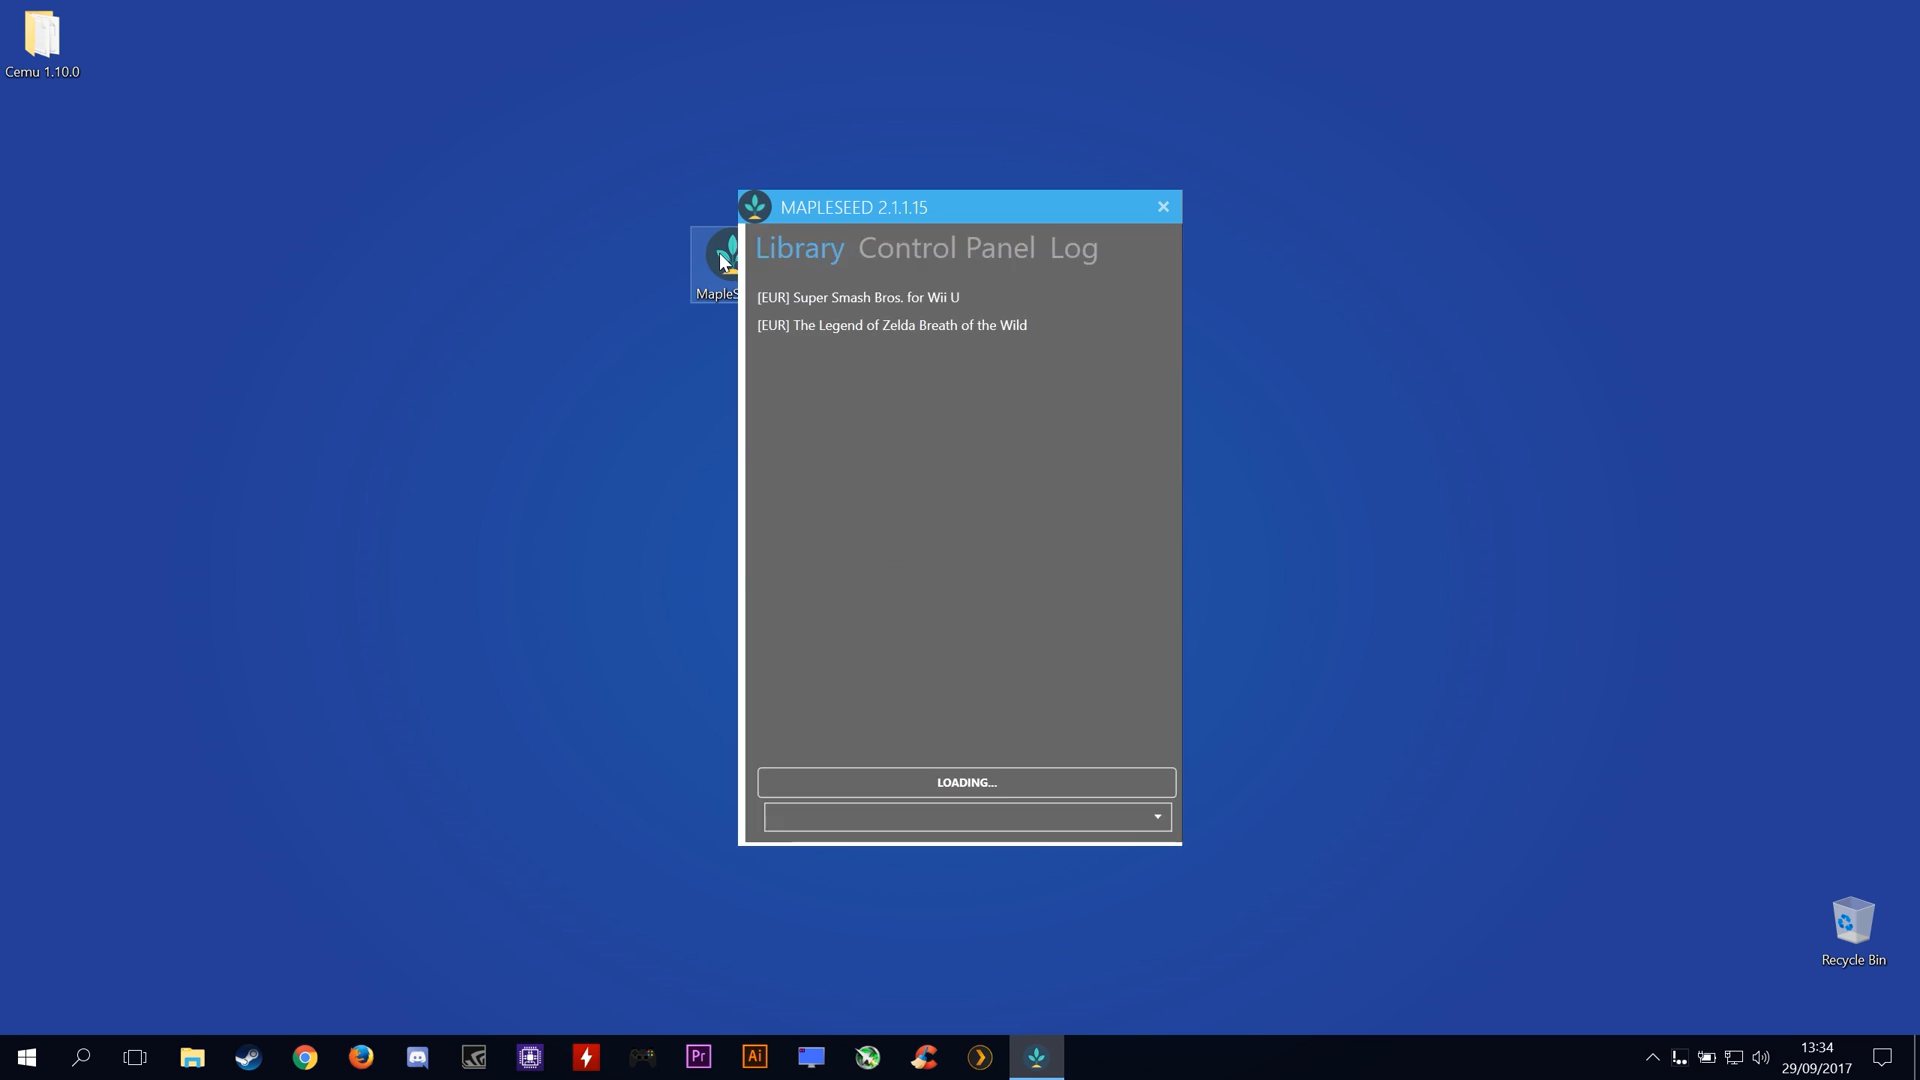 Cemu 1.10.0
MAPLESEED 2.1.1.15
Library Control Panel Log
MapleS
[EUR] Super Smash Bros. for Wii U
[EUR] The Legend of Zelda Breath of the Wild
LOADING...
Recycle Bin
Pr
Ai
13:34
29/09/2017